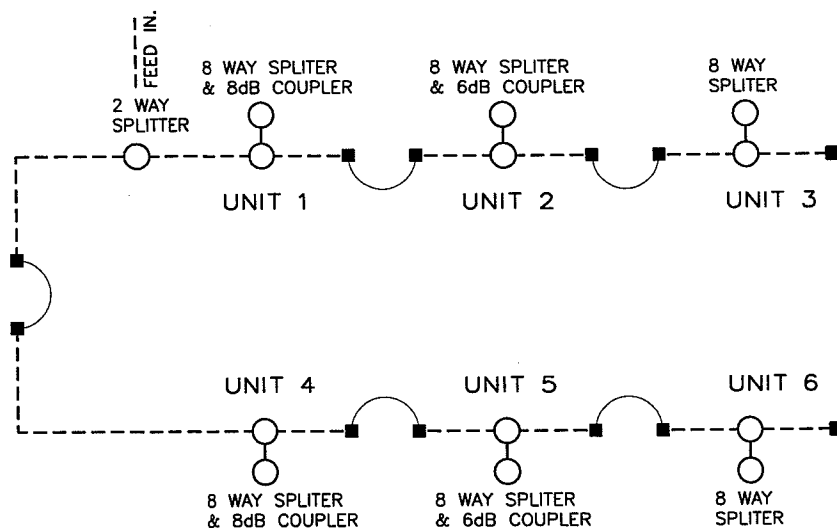 FEED IN.
2 WAY
SPLITTER
8 WAY SPLITER
& 8dB COUPLER
8 WAY SPLITER
& 6dB COUPLER
8 WAY
SPLITER
UNIT 1
UNIT 2
UNIT 3
UNIT 4
UNIT 5
UNIT 6
8 WAY SPLITER
& 8dB COUPLER
8 WAY SPLITER
& 6dB COUPLER
8 WAY
SPLITER